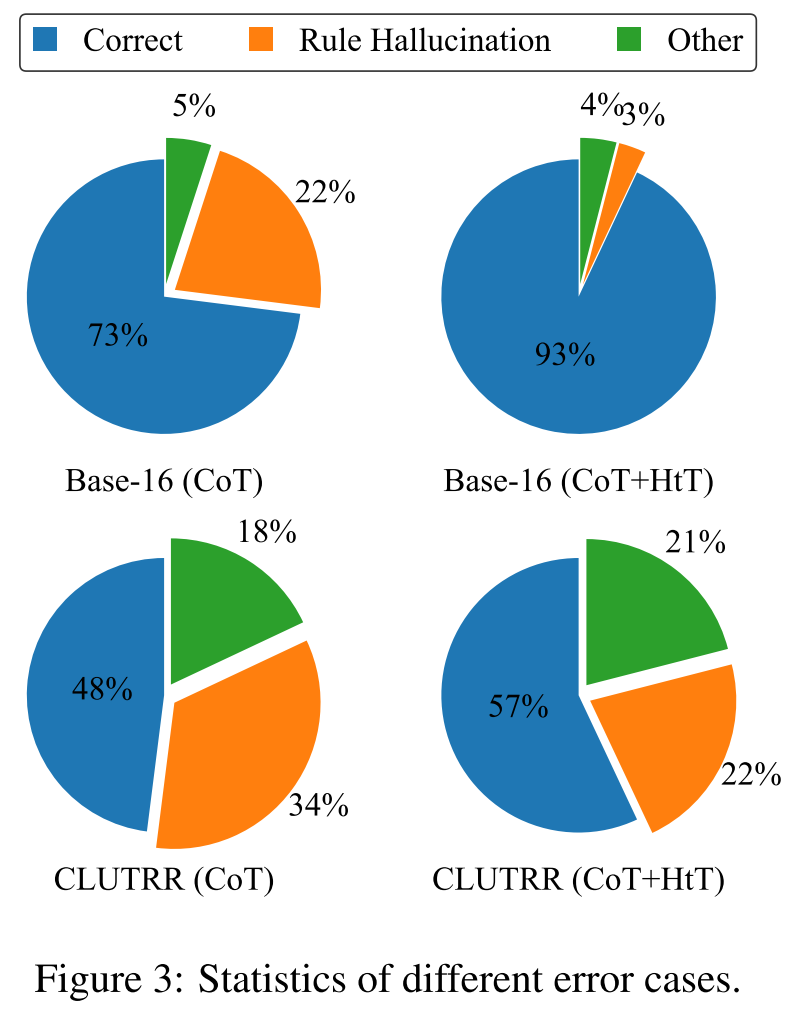 Correct Rule Hallucination Other
5%
22%
73%
Base-16 (CoT)
4%
3%
93%
Base-16 (CoT+HtT)
18%
48%
34%
CLUTRR (CoT)
21%
57%
22%
CLUTRR (CoT+HtT)
Figure 3: Statistics of different error cases.